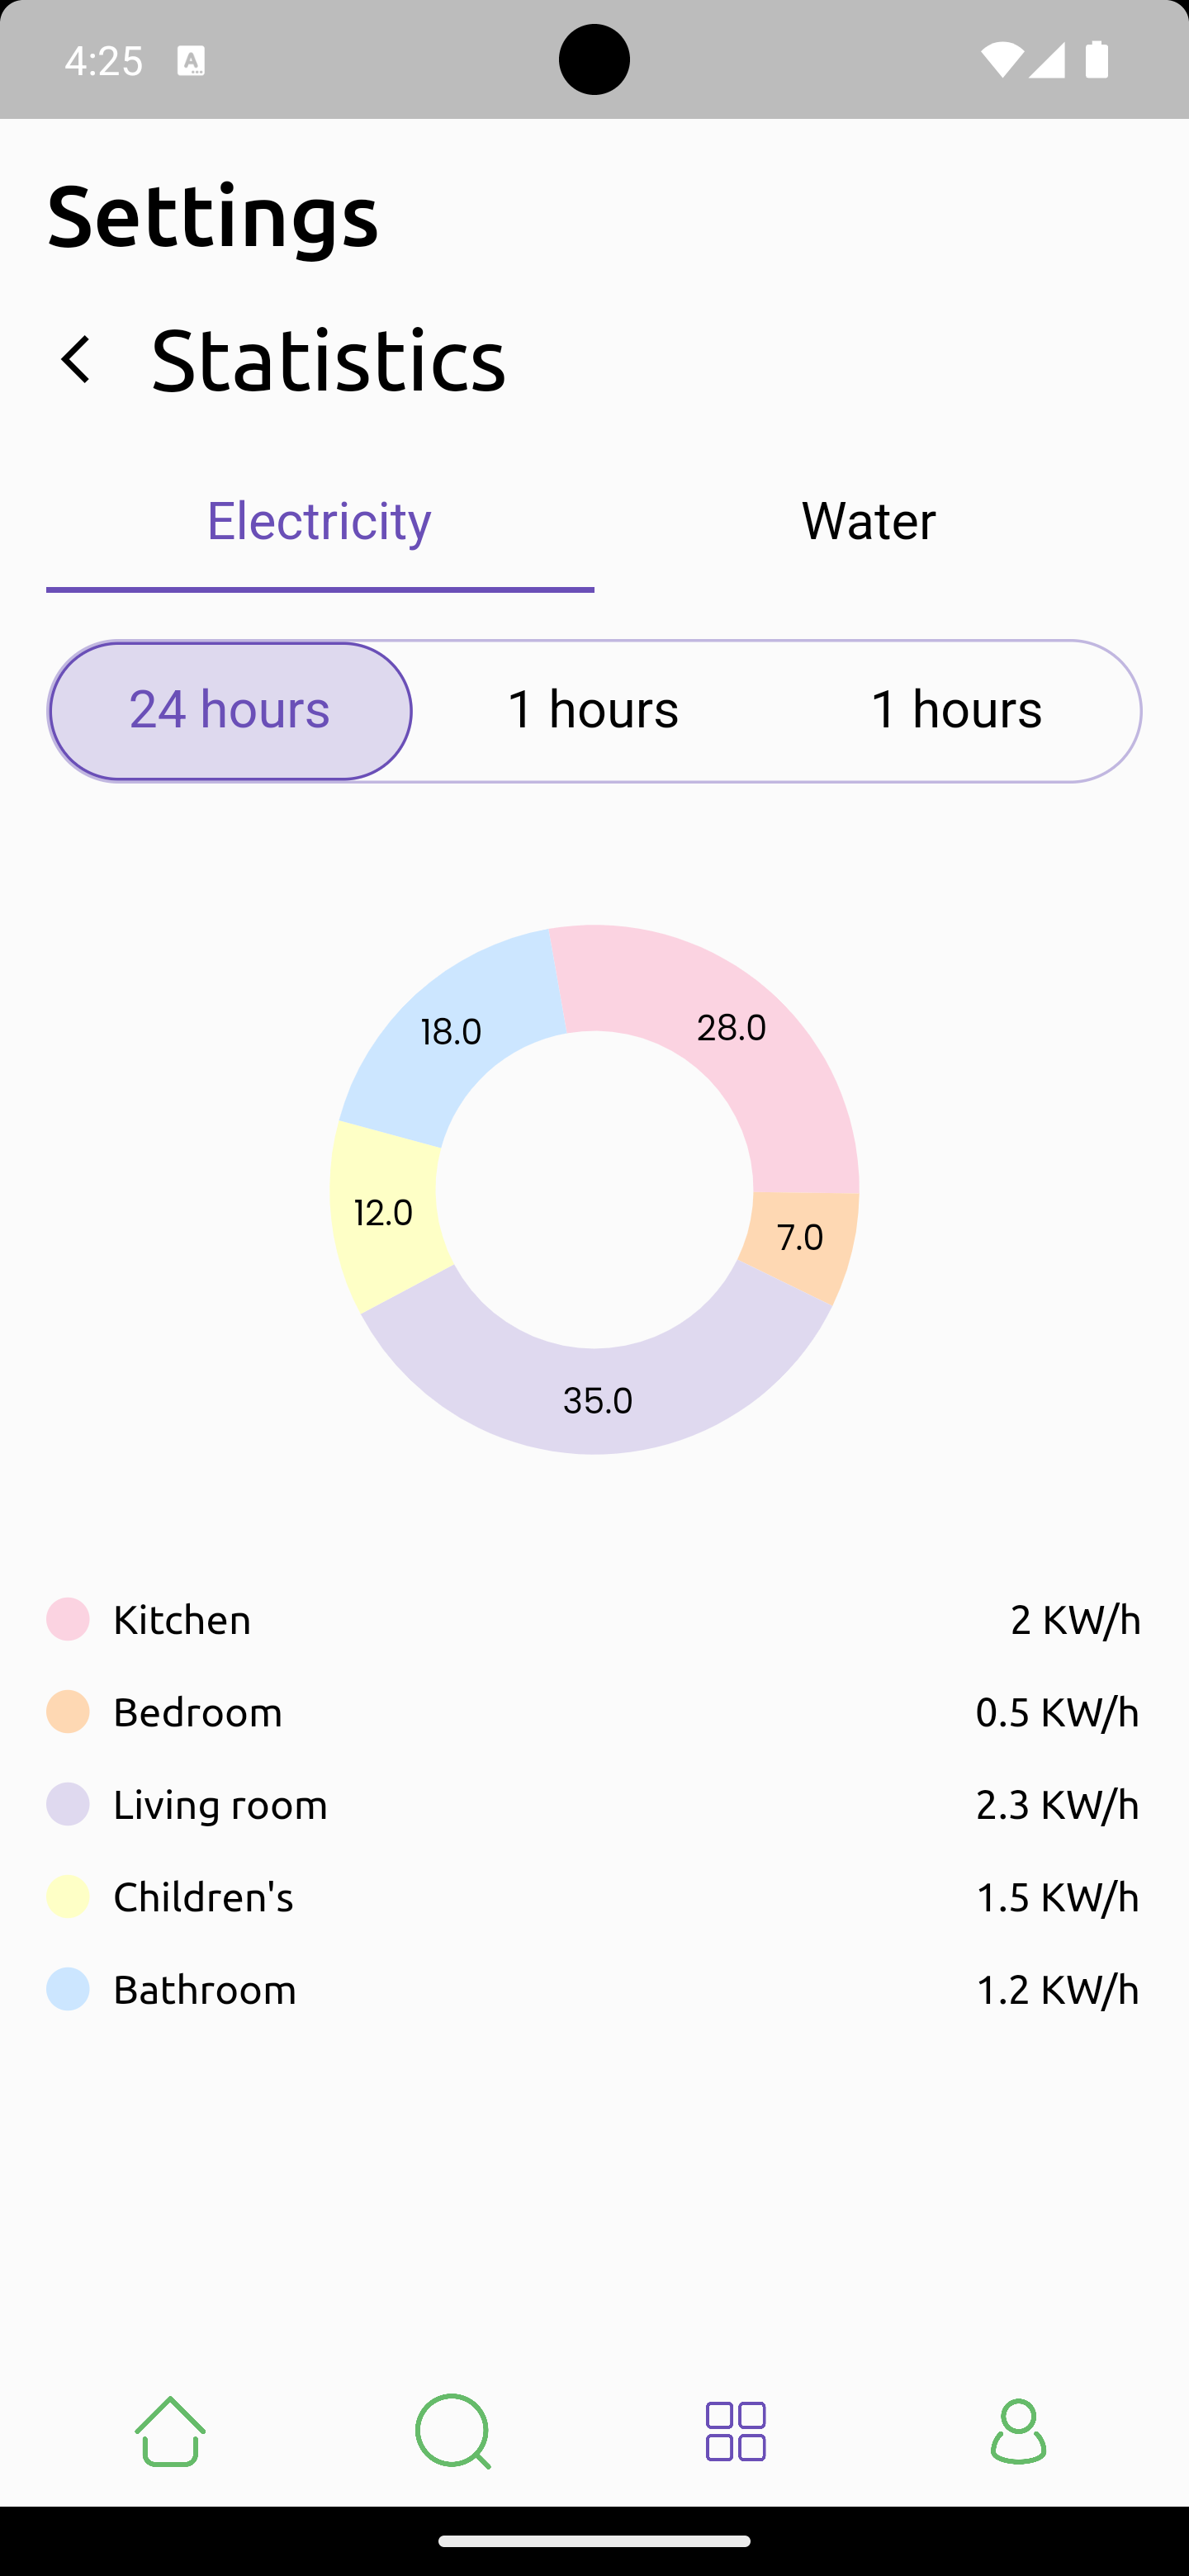 4:25
Settings
Statistics
Electricity Water
24 hours 1 hours 1 hours
28.0
18.0
12.0
7.0
35.0
Kitchen 2 KW/h
Bedroom 0.5 KW/h
Living room 2.3 KW/h
Children's 1.5 KW/h
Bathroom 1.2 KW/h